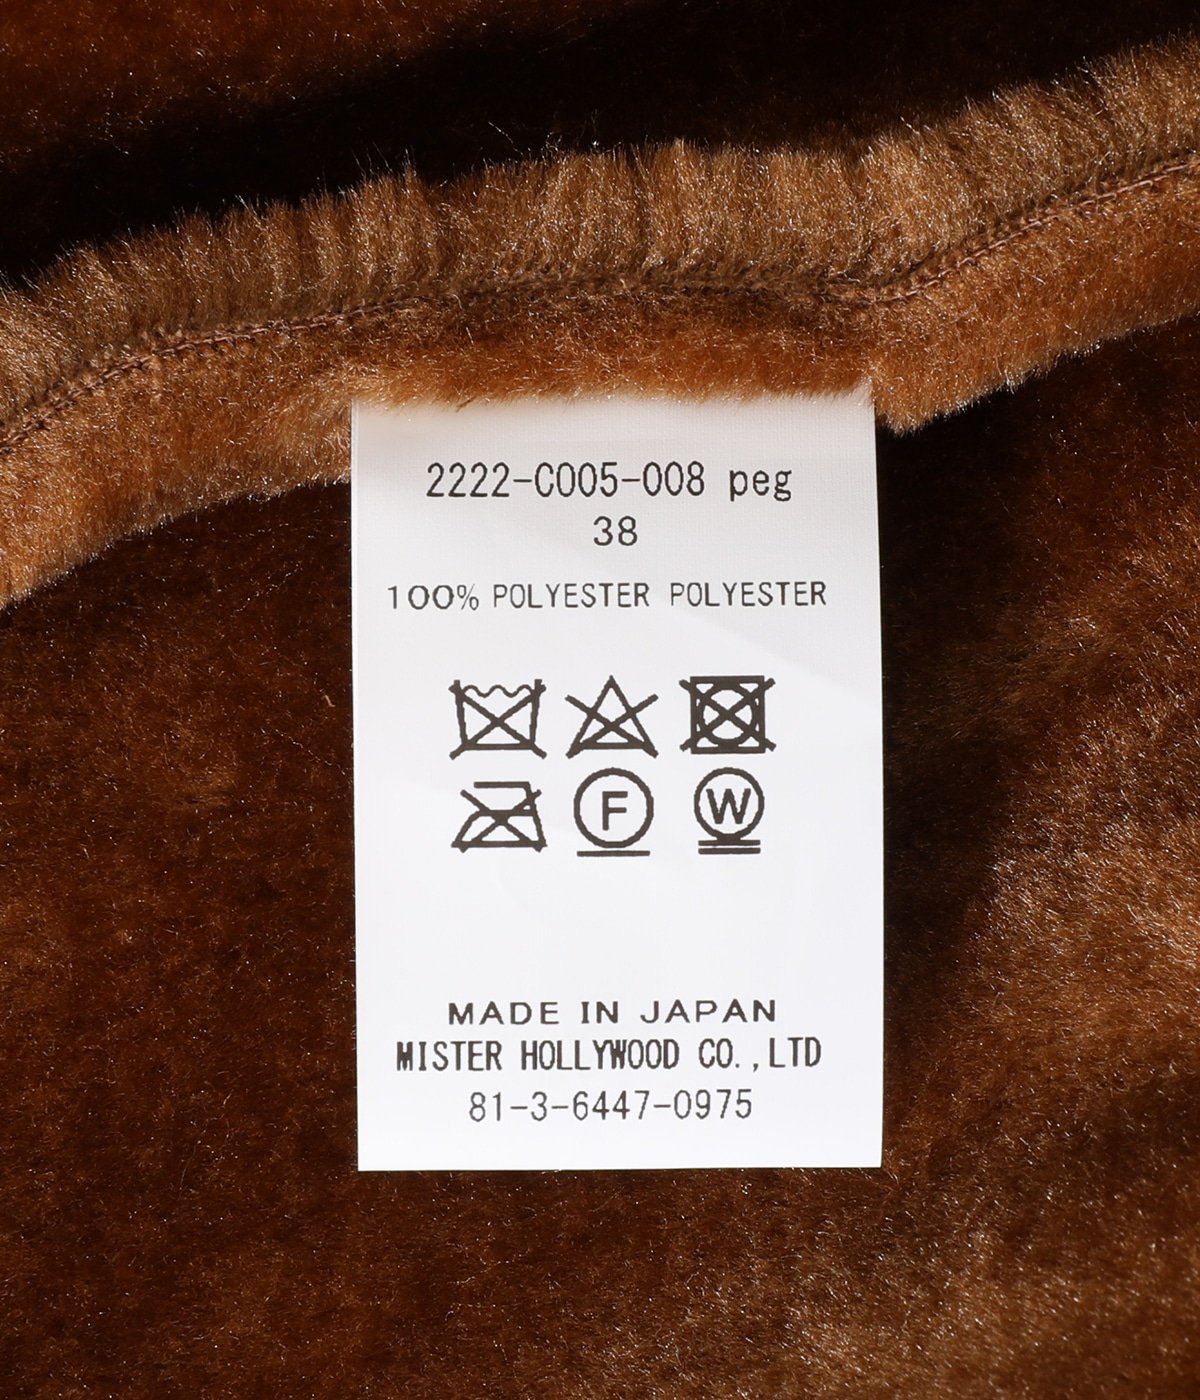 2222-C005-008 peg
38
100% POLYESTER POLYESTER
F W
MADE IN JAPAN
MISTER HOLLYWOOD CO.,LTD
81-3-6447-0975